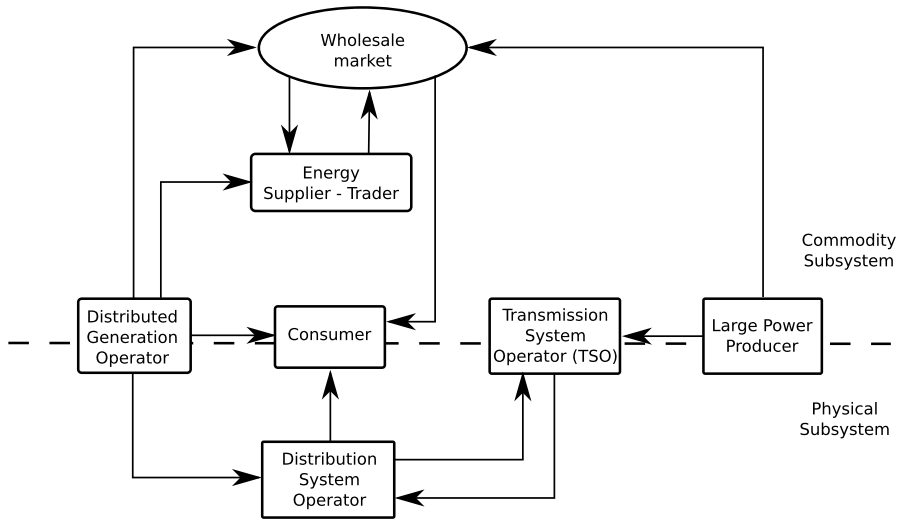 Wholesale
market
Energy
Supplier - Trader
Commodity
Subsystem
Distributed
Generation
Operator
Consumer
Transmission
System
Operator (TSO)
Large Power
Producer
Physical
Subsystem
Distribution
System
Operator